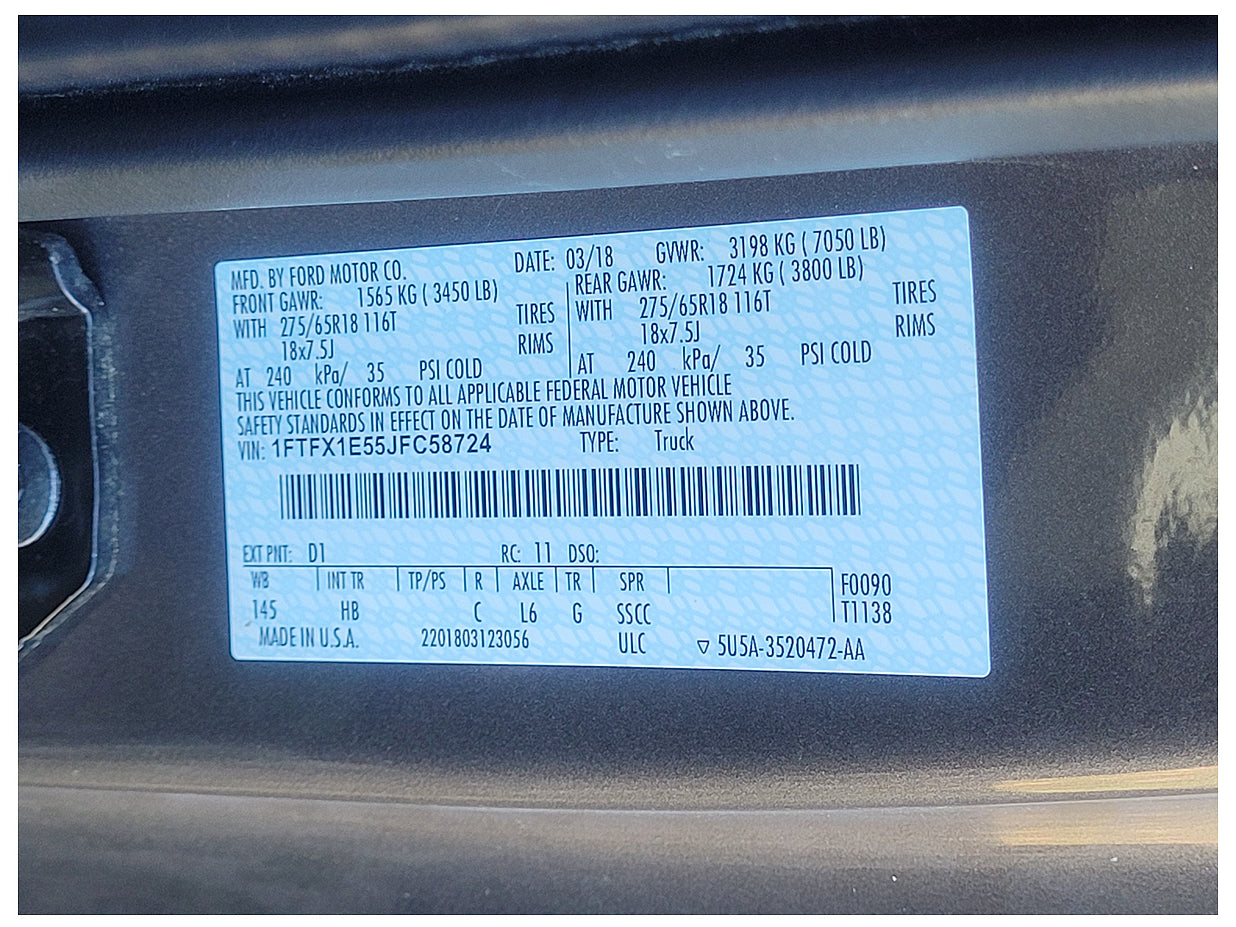 MFD. BY FORD MOTOR CO. DATE: 03/18 GVWR: 3198 KG ( 7050 LB)
FRONT GAWR: 1565 KG ( 3450 LB) REAR GAWR: 1724 KG ( 3800 LB)
WITH 275/65R18 116T TIRES WITH 275/65R18 116T TIRES
18x7.5J RIMS 18x7.5J RIMS
AT 240 kPa/ 35 PSI COLD AT 240 kPa/ 35 PSI COLD
THIS VEHICLE CONFORMS TO ALL APPLICABLE FEDERAL MOTOR VEHICLE
SAFETY STANDARDS IN EFFECT ON THE DATE OF MANUFACTURE SHOWN ABOVE.
VIN: 1FTFX1E55JFC58724 TYPE: Truck
EXT PNT: D1 RC: 11 DSO:
WB INT TR TP/PS R AXLE TR SPR F0090
145 HB C L6 G SSCC T1138
MADE IN U.S.A. 2201803123056 ULC ▽ 5U5A-3520472-AA